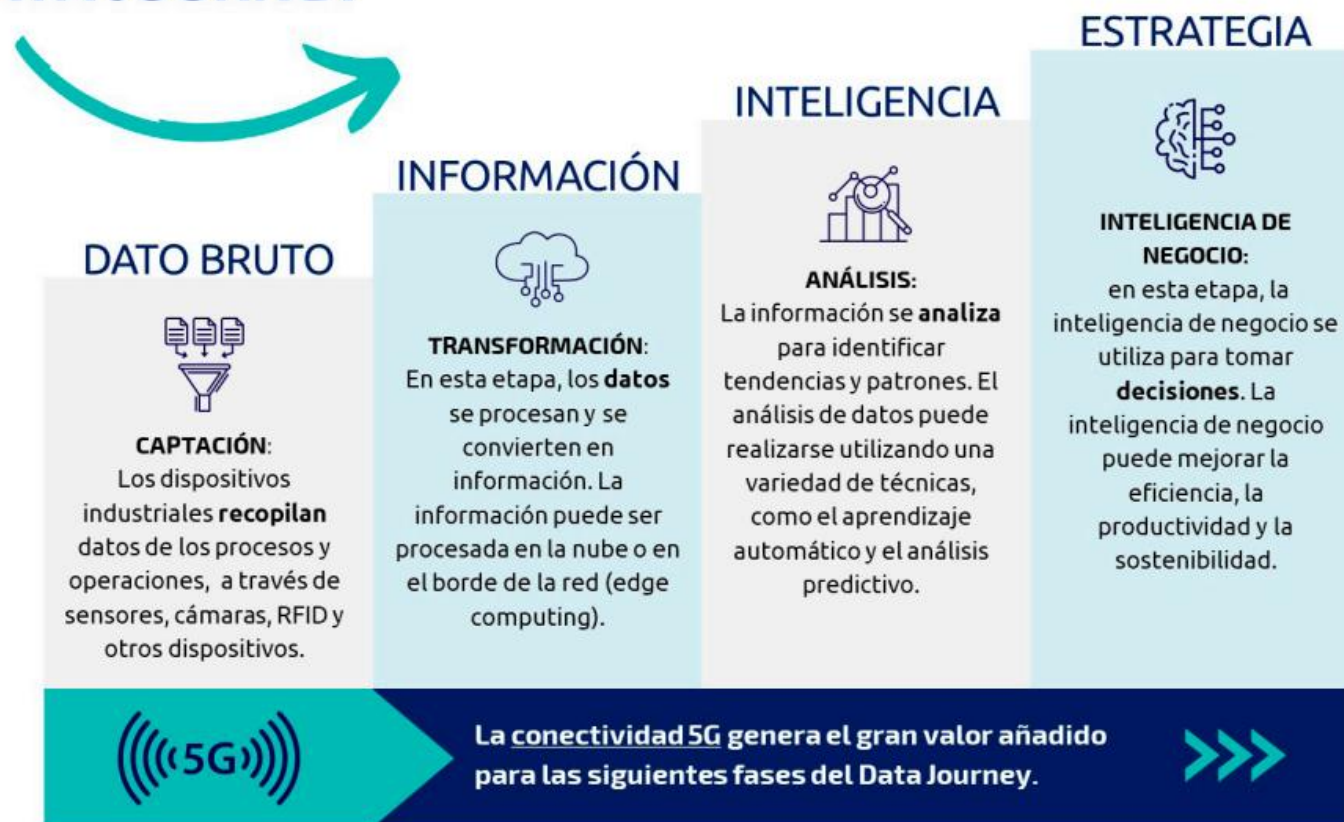 DATO BRUTO
CAPTACIÓN:
Los dispositivos
industriales recopilan
datos de los procesos y
operaciones, a través de
sensores, cámaras, RFID y
otros dispositivos.
INFORMACIÓN
TRANSFORMACIÓN:
En esta etapa, los datos
se procesan y se
convierten en
información. La
información puede ser
procesada en la nube o en
el borde de la red (edge
computing).
INTELIGENCIA
ANÁLISIS:
La información se analiza
para identificar
tendencias y patrones. El
análisis de datos puede
realizarse utilizando una
variedad de técnicas,
como el aprendizaje
automático y el análisis
predictivo.
ESTRATEGIA
INTELIGENCIA DE
NEGOCIO:
en esta etapa, la
inteligencia de negocio se
utiliza para tomar
decisiones. La
inteligencia de negocio
puede mejorar la
eficiencia, la
productividad y la
sostenibilidad.
5G
La conectividad 5G genera el gran valor añadido
para las siguientes fases del Data Journey.